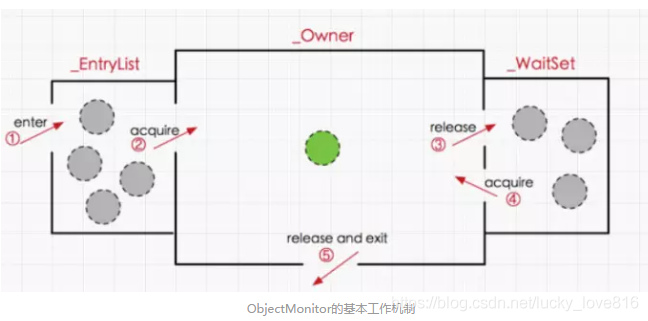 _Owner
_EntryList
_WaitSet
enter
①
acquire
②
release
③
acquire
④
release and exit
⑤
ObjectMonitor的基本工作机制
https://blog.csdn.net/lucky_love816